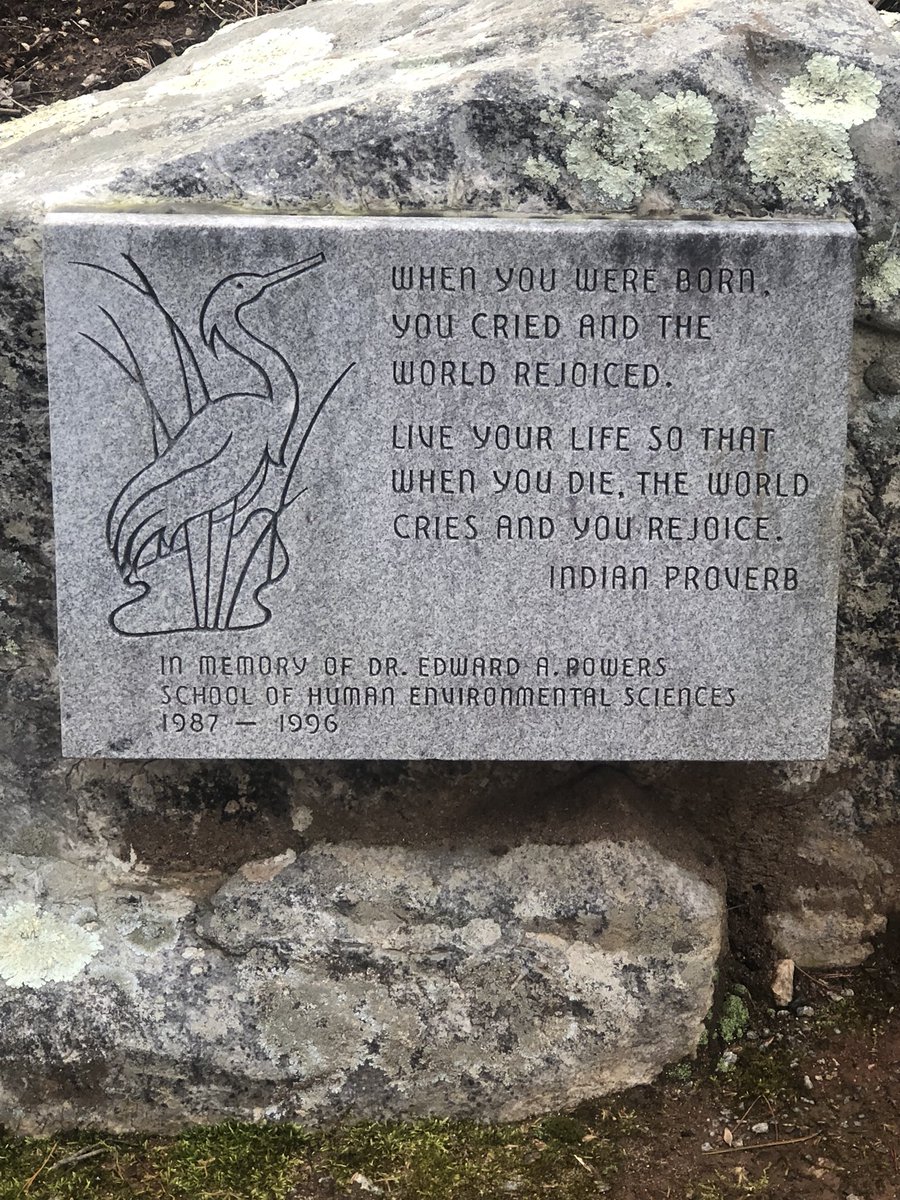 WHEN YOU WERE BORN,
YOU CRIED AND THE
WORLD REJOICED.
LIVE YOUR LIFE SO THAT
WHEN YOU DIE, THE WORLD
CRIES AND YOU REJOICE.
INDIAN PROVERB
IN MEMORY OF DR. EDWARD A. POWERS
SCHOOL OF HUMAN ENVIRONMENTAL SCIENCES
1987 — 1996